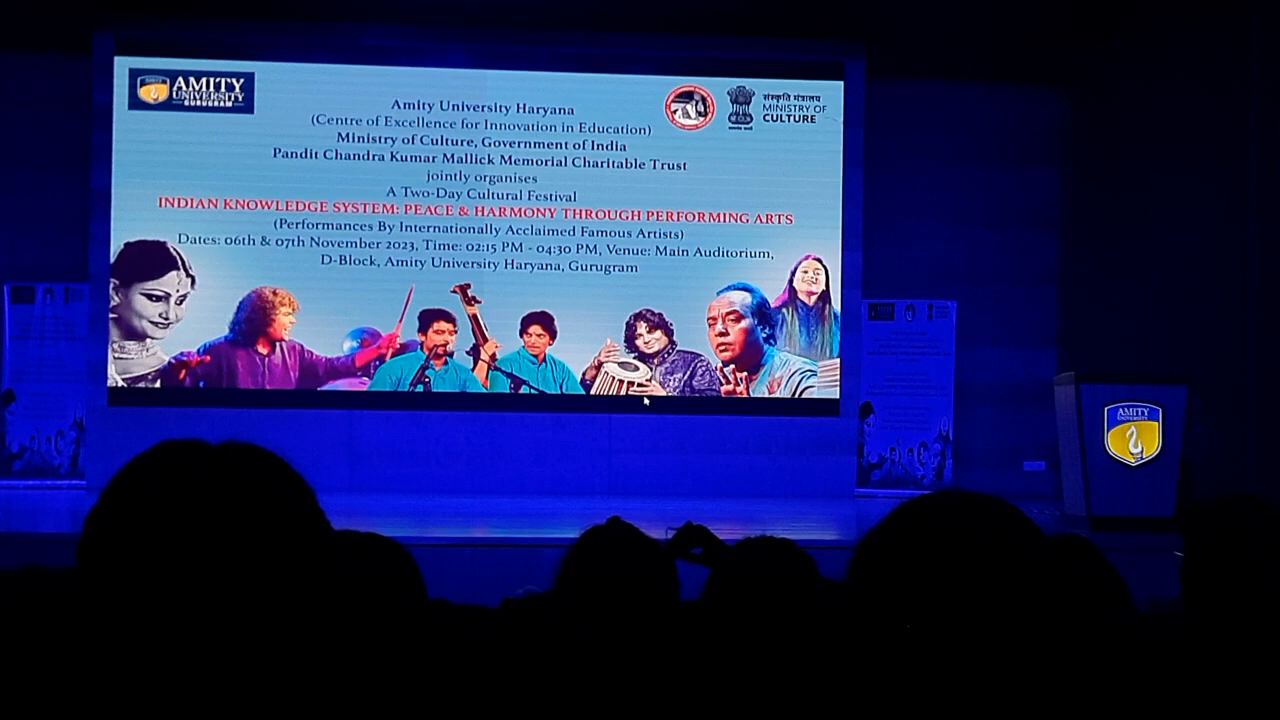 AMITY
UNIVERSITY
GURUGRAM
संस्कृति मंत्रालय
MINISTRY OF
CULTURE
Amity University Haryana
(Centre of Excellence for Innovation in Education)
Ministry of Culture, Government of India
Pandit Chandra Kumar Mallick Memorial Charitable Trust
jointly organises
A Two-Day Cultural Festival
INDIAN KNOWLEDGE SYSTEM: PEACE & HARMONY THROUGH PERFORMING ARTS
(Performances By Internationally Acclaimed Famous Artists)
Dates: 06th & 07th November 2023, Time: 02:15 PM - 04:30 PM, Venue: Main Auditorium,
D-Block, Amity University Haryana, Gurugram
AMITY
UNIVERSITY